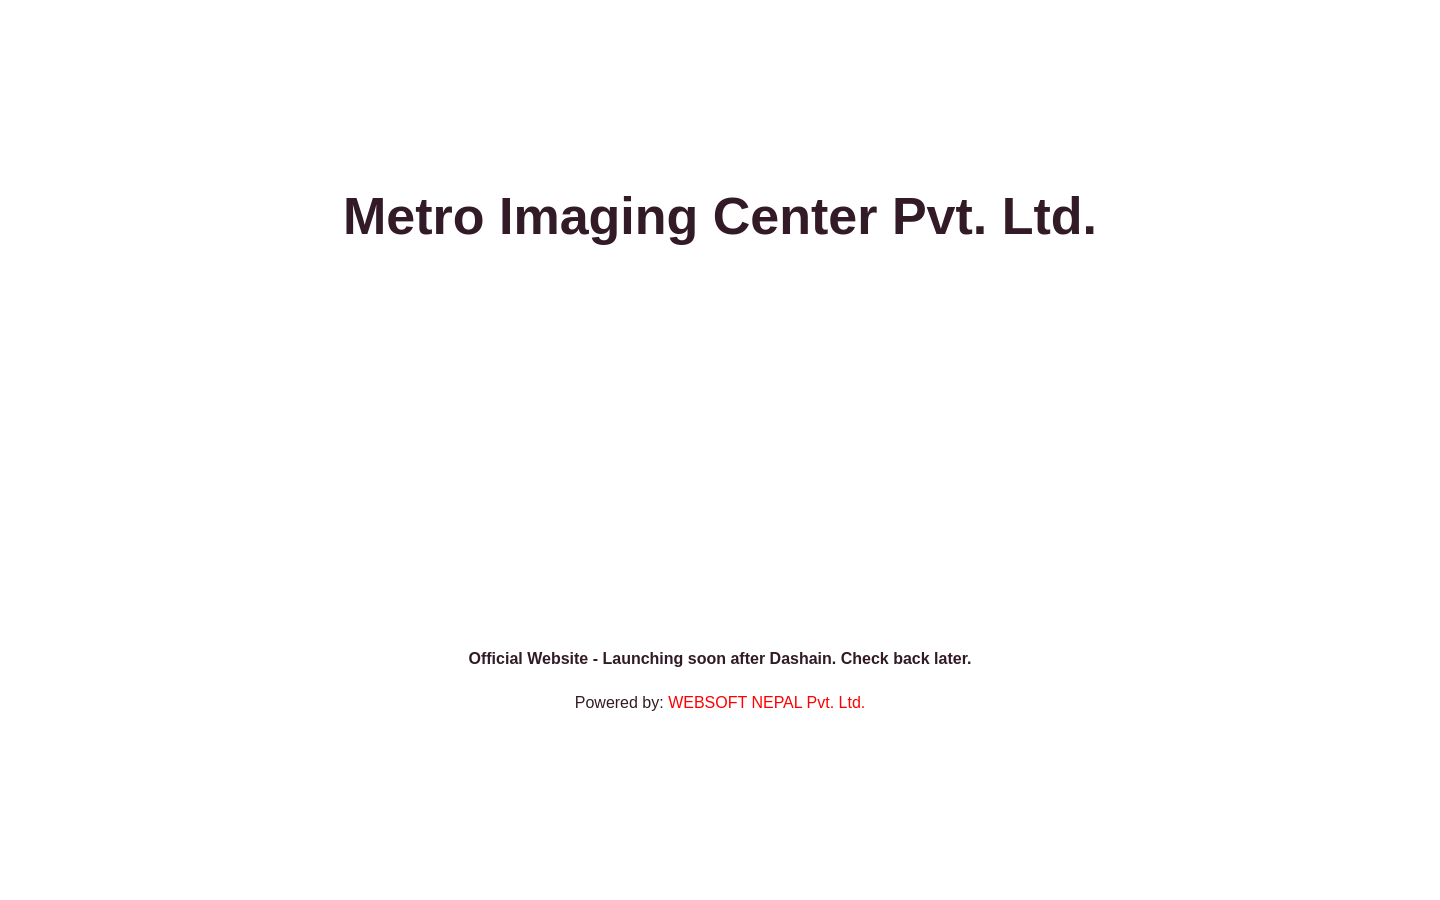 Metro Imaging Center Pvt. Ltd.
Official Website - Launching soon after Dashain. Check back later.
Powered by: WEBSOFT NEPAL Pvt. Ltd.